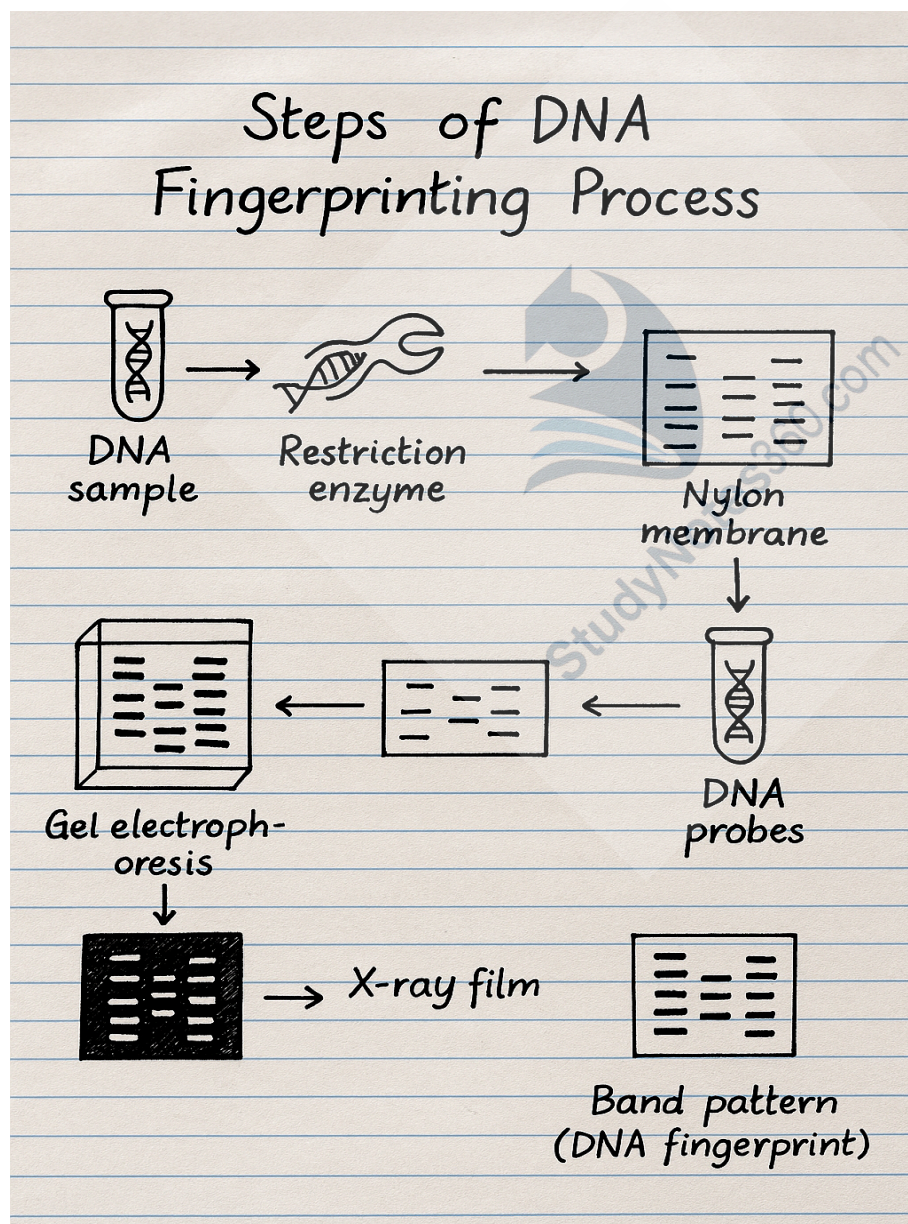 Steps of DNA
Fingerprinting Process
DNA
sample
Restriction
enzyme
Nylon
membrane
StudyNotes360.com
DNA
probes
Gel electroph-
oresis
X-ray film
Band pattern
(DNA fingerprint)